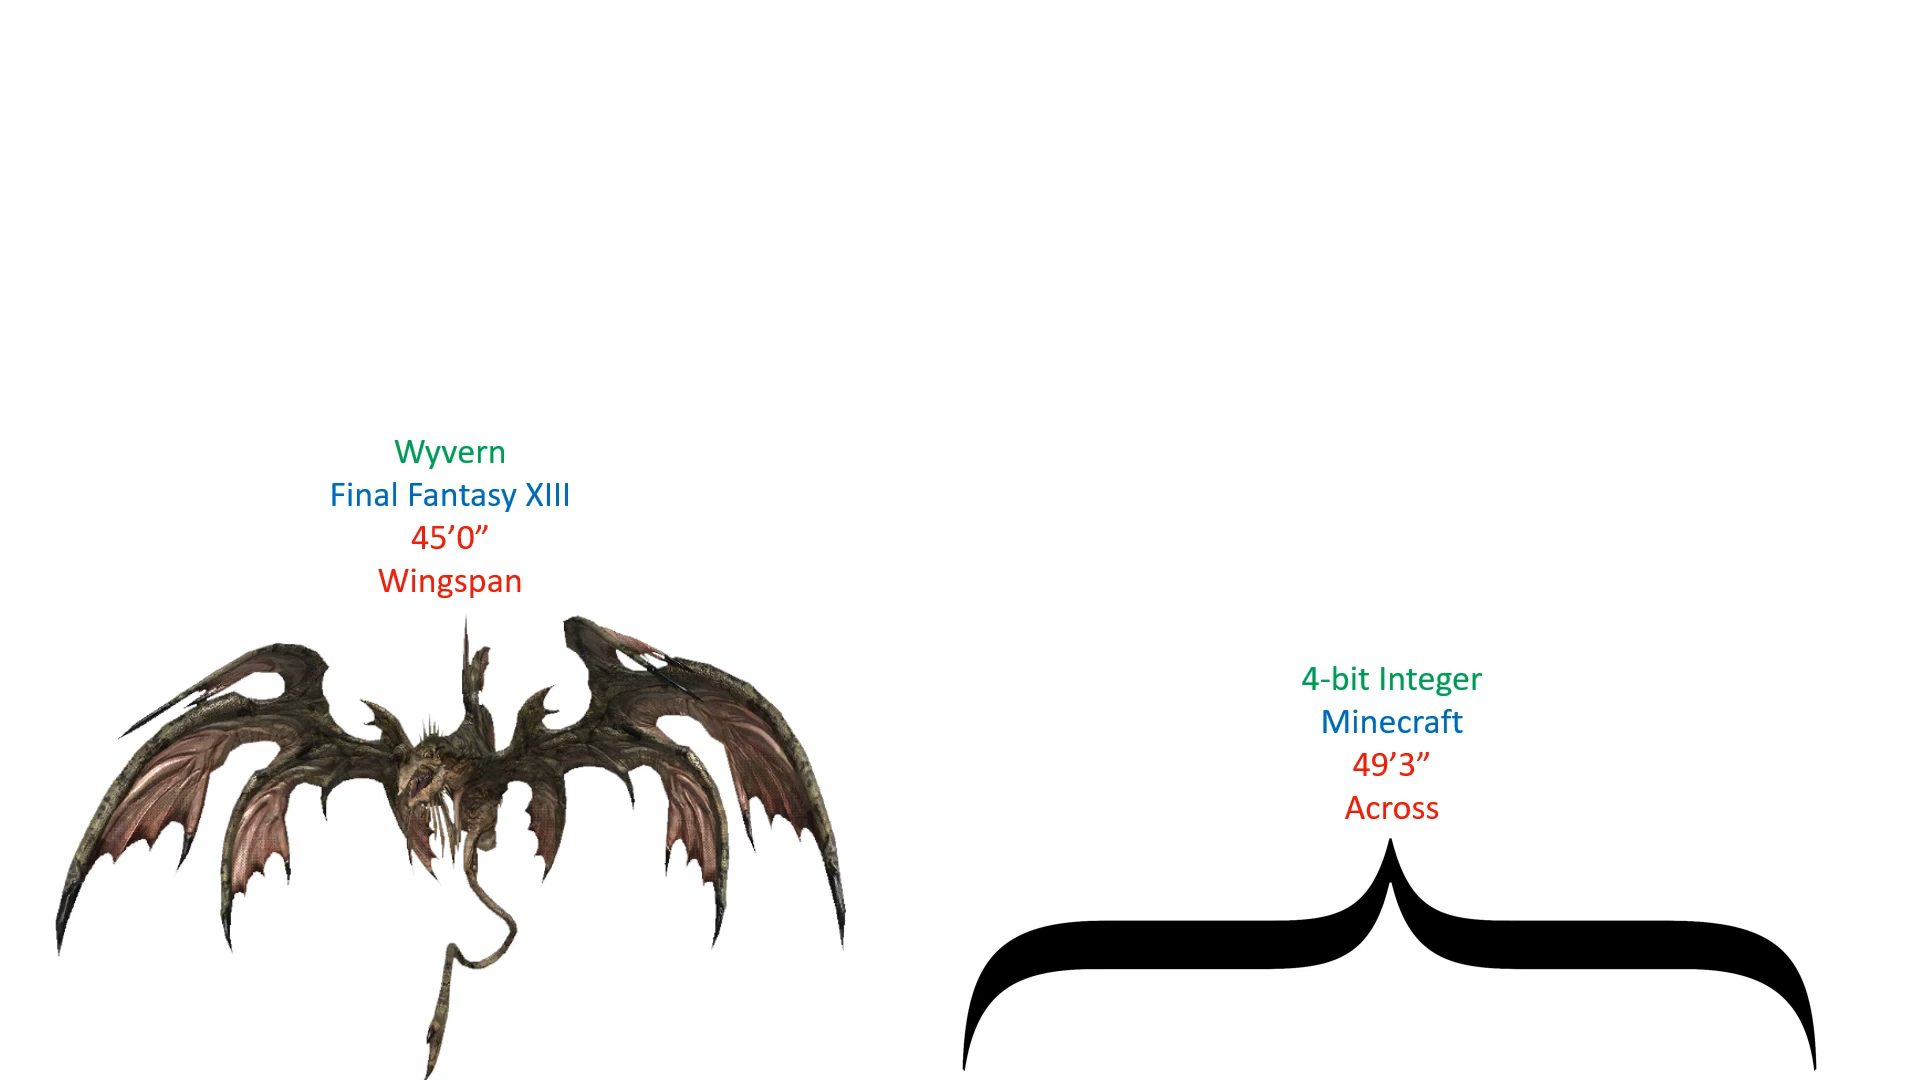 Wyvern
Final Fantasy XIII
45’0”
Wingspan
4-bit Integer
Minecraft
49’3”
Across